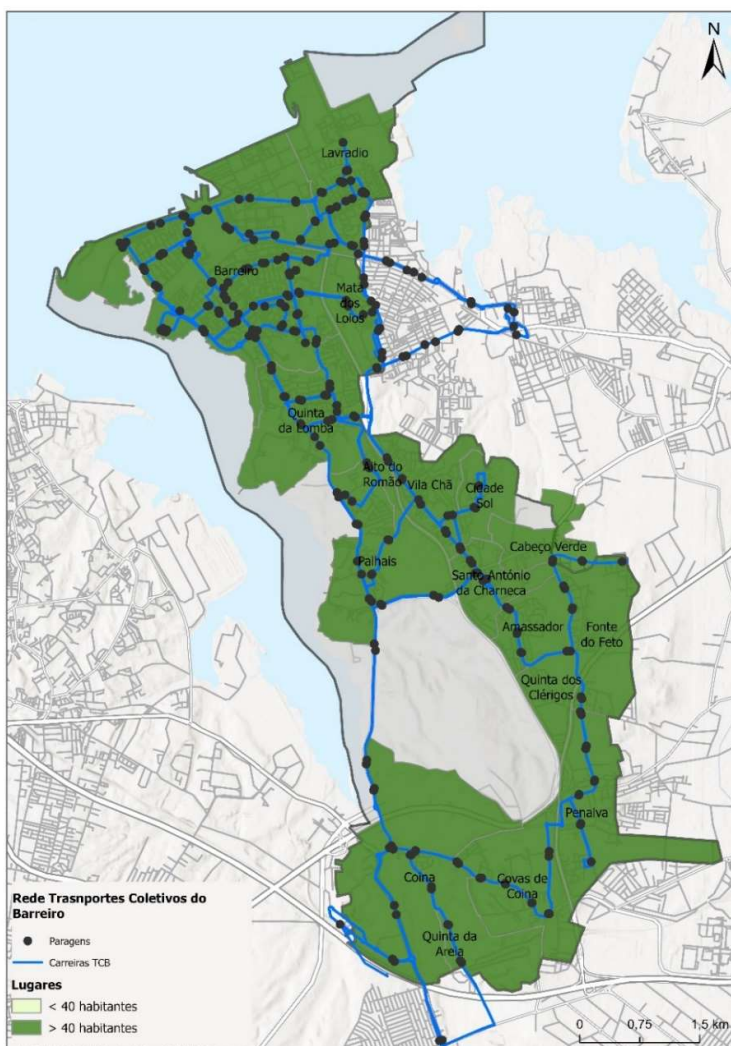 N
Lavradio
Barreiro
Mata
dos
Loios
Quinta
da Lomba
Alto do
Romão
Vila Chã
Cidade
Sol
Palhais
Cabeço Verde
Santo António
da Charneca
Amassador
Fonte
do Feto
Quinta dos
Clérigos
Penalva
Coina
Covas de
Coina
Quinta da
Areia
Rede Trasnportes Coletivos do
Barreiro
Paragens
Carreiras TCB
Lugares
< 40 habitantes
> 40 habitantes
0 0,75 1,5 km